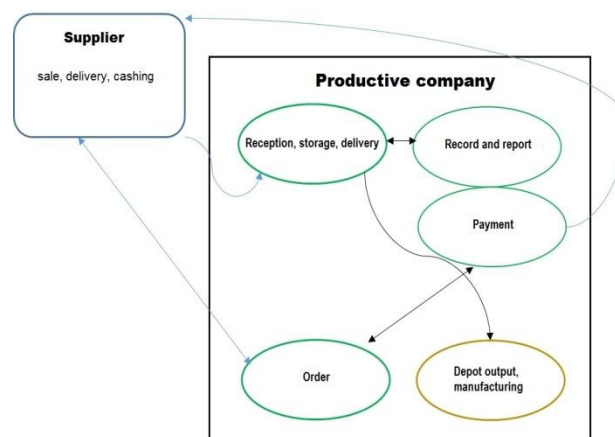 Supplier
sale, delivery, cashing
Productive company
Reception, storage, delivery
Record and report
Payment
Order
Depot output,
manufacturing